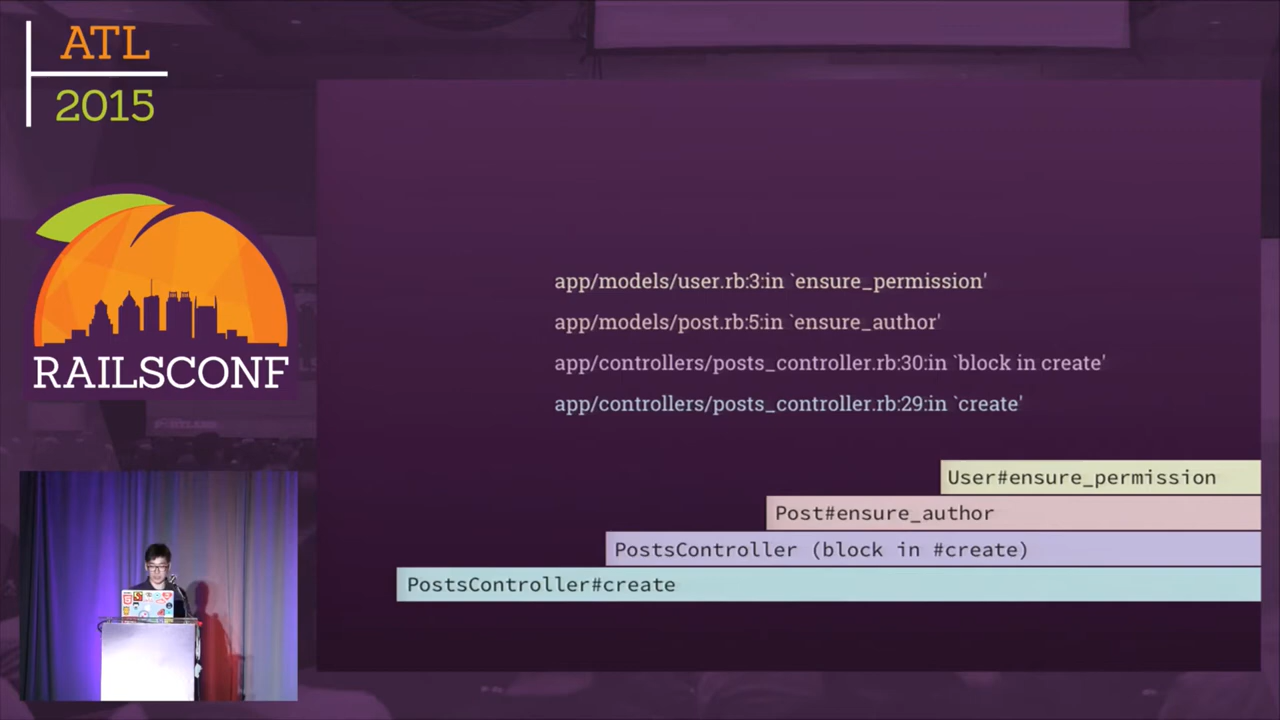 ATL
2015
RAILSCONF
app/models/user.rb:3:in `ensure_permission'
app/models/post.rb:5:in `ensure_author'
app/controllers/posts_controller.rb:30:in `block in create'
app/controllers/posts_controller.rb:29:in `create'
User#ensure_permission
Post#ensure_author
PostsController (block in #create)
PostsController#create